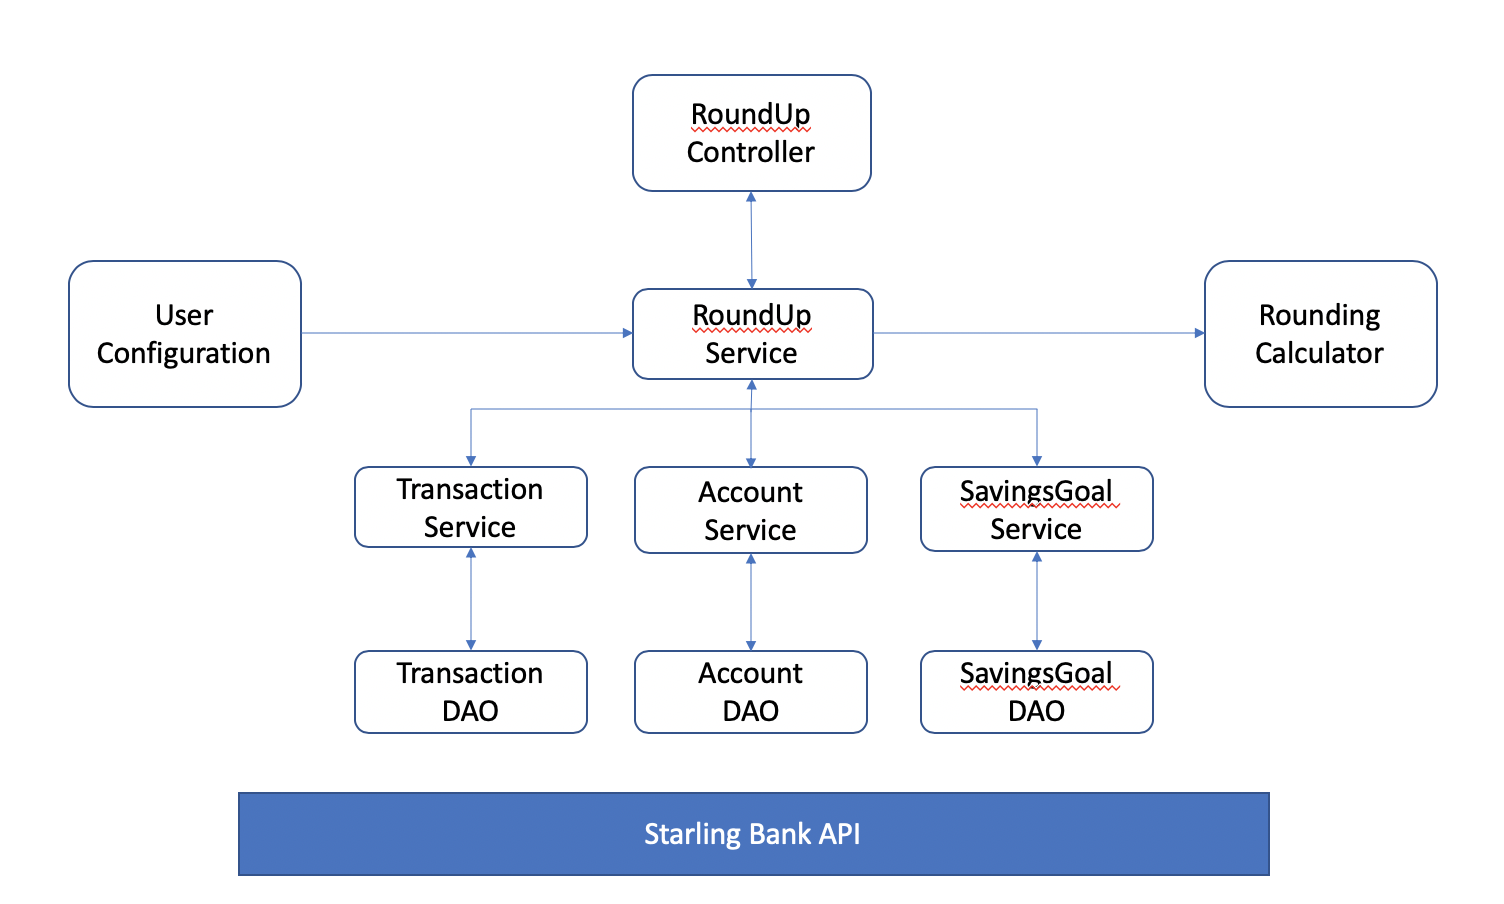 RoundUp
Controller
User
Configuration
RoundUp
Service
Rounding
Calculator
Transaction
Service
Account
Service
SavingsGoal
Service
Transaction
DAO
Account
DAO
SavingsGoal
DAO
Starling Bank API